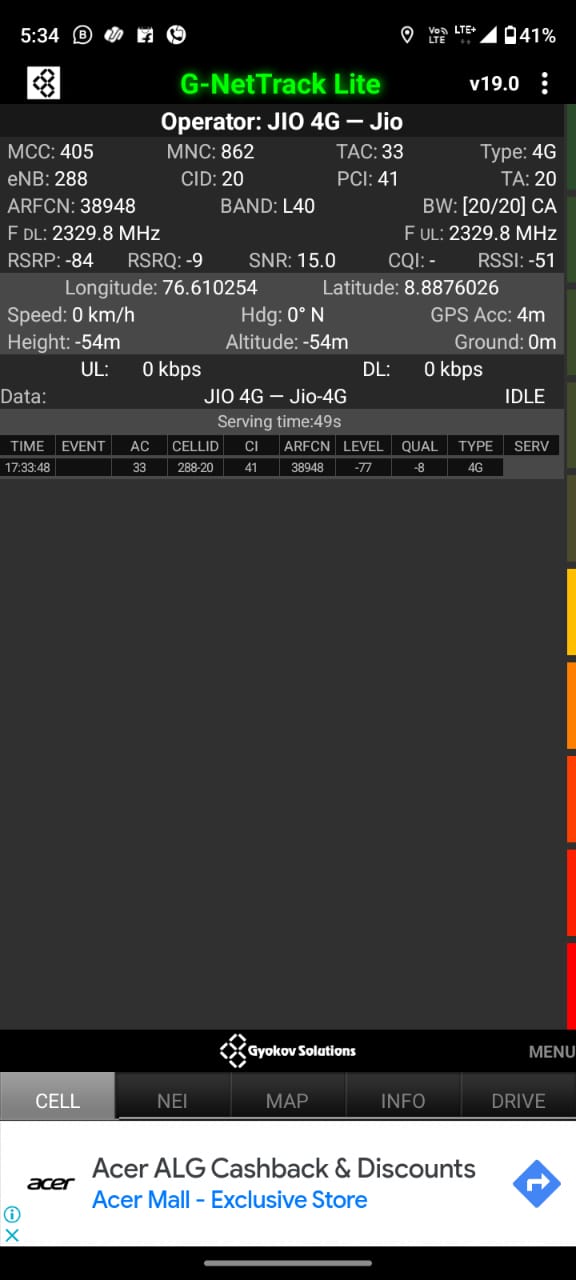 5:34 VoLTE LTE+ 41%
G-NetTrack Lite v19.0
Operator: JIO 4G — Jio
MCC: 405 MNC: 862 TAC: 33 Type: 4G
eNB: 288 CID: 20 PCI: 41 TA: 20
ARFCN: 38948 BAND: L40 BW: [20/20] CA
F DL: 2329.8 MHz F UL: 2329.8 MHz
RSRP: -84 RSRQ: -9 SNR: 15.0 CQI: - RSSI: -51
Longitude: 76.610254 Latitude: 8.8876026
Speed: 0 km/h Hdg: 0° N GPS Acc: 4m
Height: -54m Altitude: -54m Ground: 0m
UL: 0 kbps DL: 0 kbps
Data: JIO 4G — Jio-4G IDLE
Serving time:49s
TIME EVENT AC CELLID CI ARFCN LEVEL QUAL TYPE SERV
17:33:48 33 288-20 41 38948 -77 -8 4G
Gyokov Solutions MENU
CELL NEI MAP INFO DRIVE
acer Acer ALG Cashback & Discounts
Acer Mall - Exclusive Store